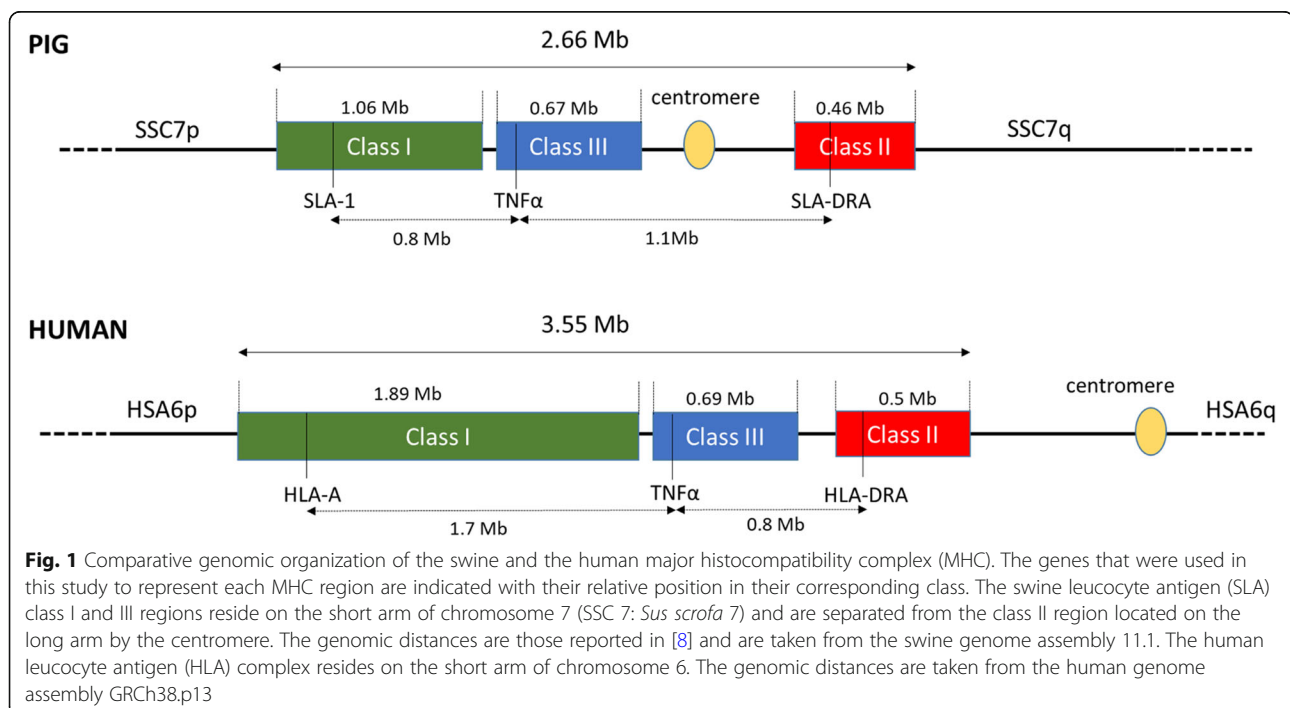 PIG
2.66 Mb
1.06 Mb
0.67 Mb
centromere
0.46 Mb
SSC7p
Class I
Class III
Class II
SSC7q
SLA-1
TNFα
SLA-DRA
0.8 Mb
1.1Mb
HUMAN
3.55 Mb
1.89 Mb
0.69 Mb
0.5 Mb
centromere
HSA6p
Class I
Class III
Class II
HSA6q
HLA-A
TNFα
HLA-DRA
1.7 Mb
0.8 Mb
Fig. 1 Comparative genomic organization of the swine and the human major histocompatibility complex (MHC). The genes that were used in
this study to represent each MHC region are indicated with their relative position in their corresponding class. The swine leucocyte antigen (SLA)
class I and III regions reside on the short arm of chromosome 7 (SSC 7: Sus scrofa 7) and are separated from the class II region located on the
long arm by the centromere. The genomic distances are those reported in [8] and are taken from the swine genome assembly 11.1. The human
leucocyte antigen (HLA) complex resides on the short arm of chromosome 6. The genomic distances are taken from the human genome
assembly GRCh38.p13